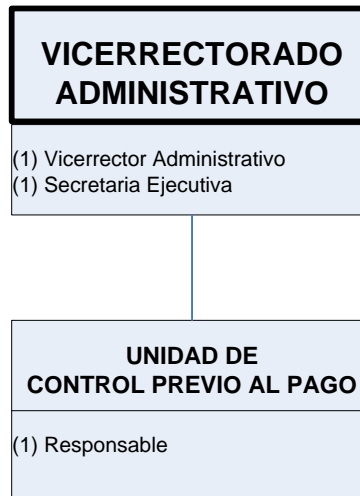 VICERRECTORADO
ADMINISTRATIVO
(1) Vicerrector Administrativo
(1) Secretaria Ejecutiva
UNIDAD DE
CONTROL PREVIO AL PAGO
(1) Responsable